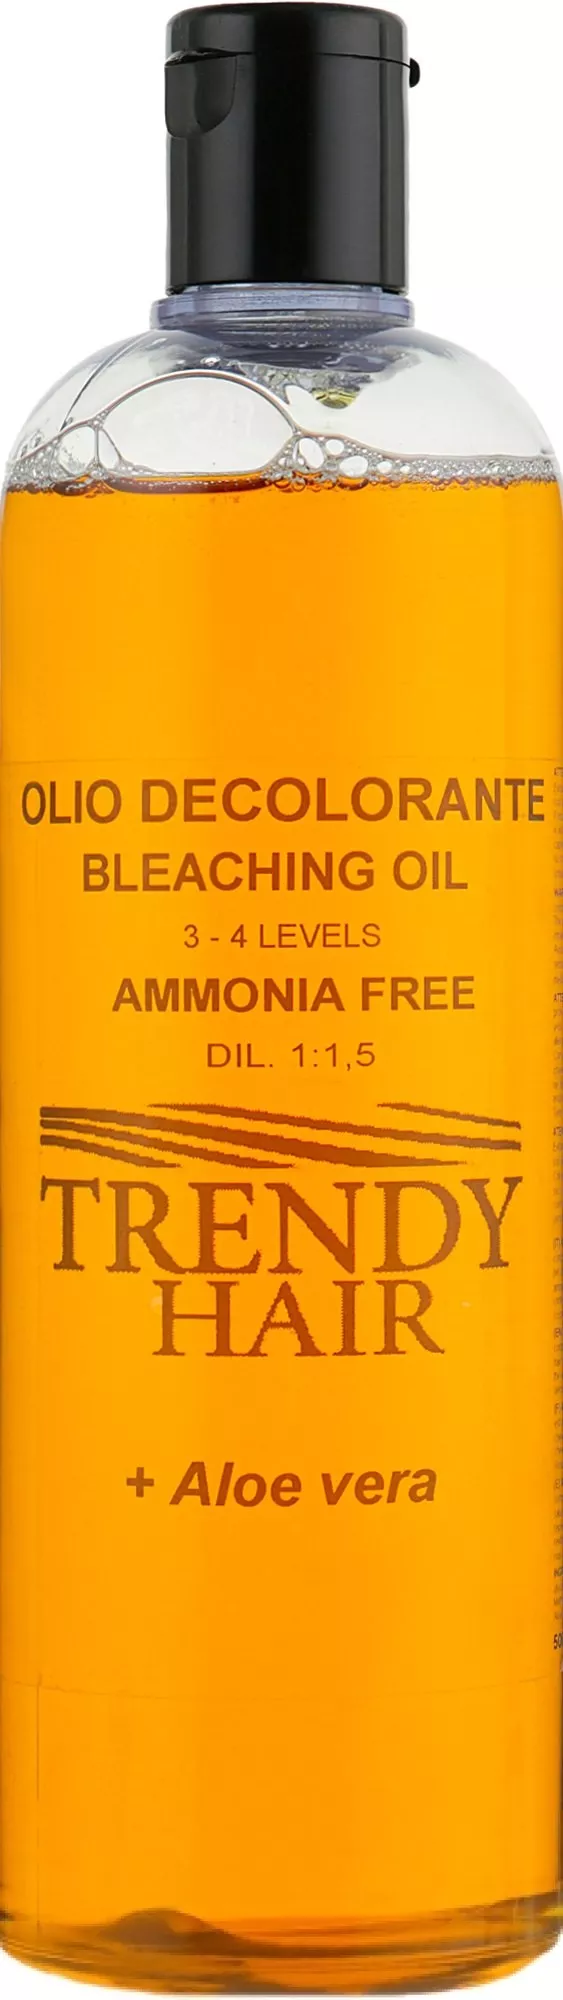 OLIO DECOLORANTE
BLEACHING OIL
3 - 4 LEVELS
AMMONIA FREE
DIL. 1:1,5
TRENDY
HAIR
+ Aloe vera